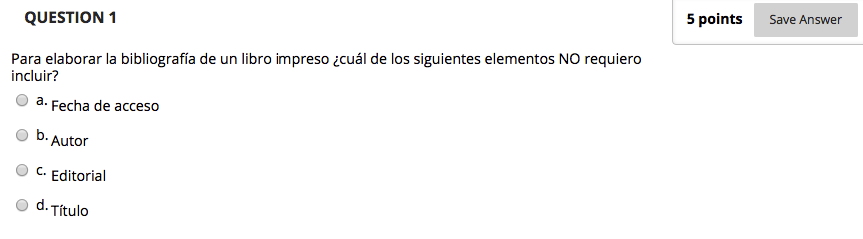 QUESTION 1
5 points
Save Answer
Para elaborar la bibliografía de un libro impreso ¿cuál de los siguientes elementos NO requiero
incluir?
a. Fecha de acceso
b. Autor
c. Editorial
d. Título